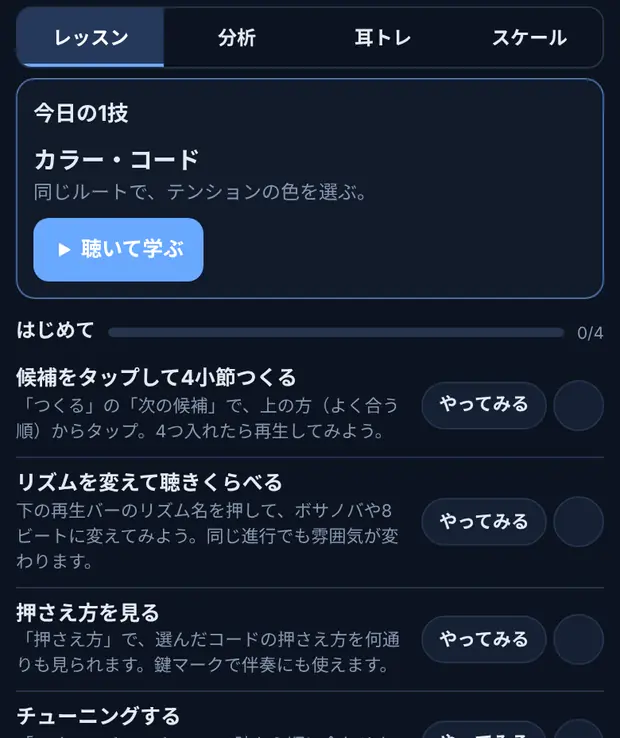 レッスン 分析 耳トレ スケール
今日の1技
カラー・コード
同じルートで、テンションの色を選ぶ。
▶ 聴いて学ぶ
はじめて 0/4
候補をタップして4小節つくる
「つくる」の「次の候補」で、上の方（よく合う
順）からタップ。4つ入れたら再生してみよう。
やってみる
リズムを変えて聴きくらべる
下の再生バーのリズム名を押して、ボサノバや8
ビートに変えてみよう。同じ進行でも雰囲気が変
わります。
やってみる
押さえ方を見る
「押さえ方」で、選んだコードの押さえ方を何通
りも見られます。鍵マークで伴奏にも使えます。
やってみる
チューニングする